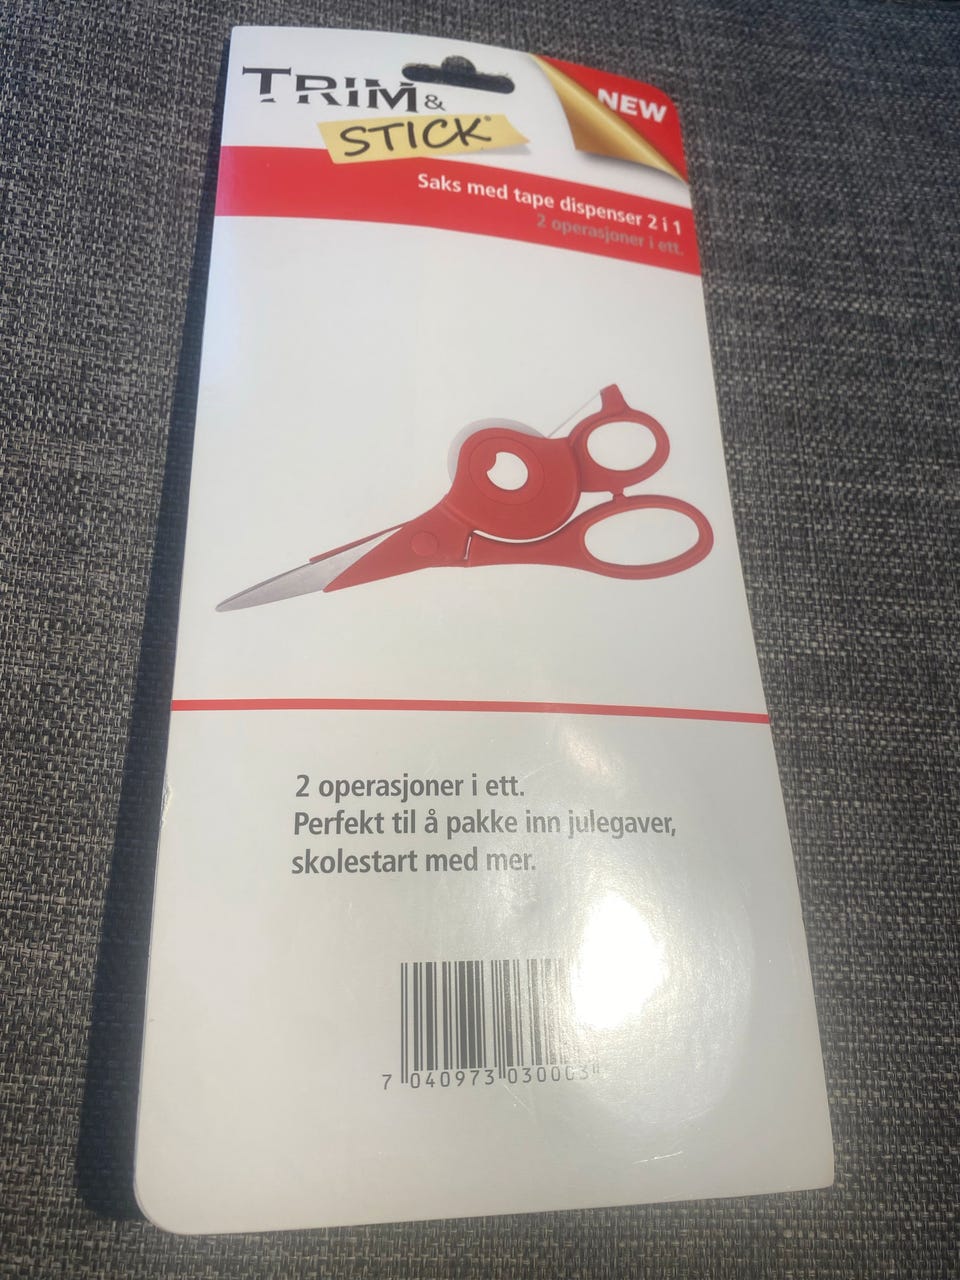 TRIM &
STICK®
NEW
Saks med tape dispenser 2 i 1
2 operasjoner i ett.
2 operasjoner i ett.
Perfekt til å pakke inn julegaver,
skolestart med mer.
7 040973 030003